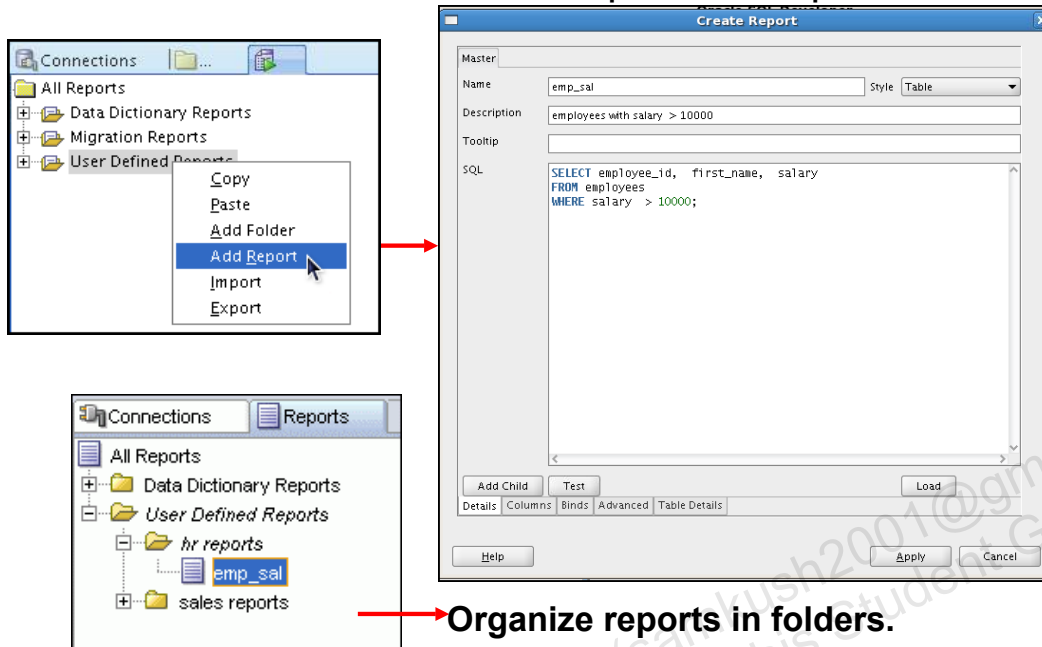 Create Report
Connections
...
All Reports
Data Dictionary Reports
Migration Reports
User Defined Reports
Copy
Paste
Add Folder
Add Report
Import
Export
Master
Name
emp_sal
Style
Table
Description
employees with salary > 10000
Tooltip
SQL
SELECT employee_id, first_name, salary
FROM employees
WHERE salary > 10000;
Add Child
Test
Load
Details
Columns
Binds
Advanced
Table Details
Help
Apply
Cancel
Connections
Reports
All Reports
Data Dictionary Reports
User Defined Reports
hr reports
emp_sal
sales reports
Organize reports in folders.